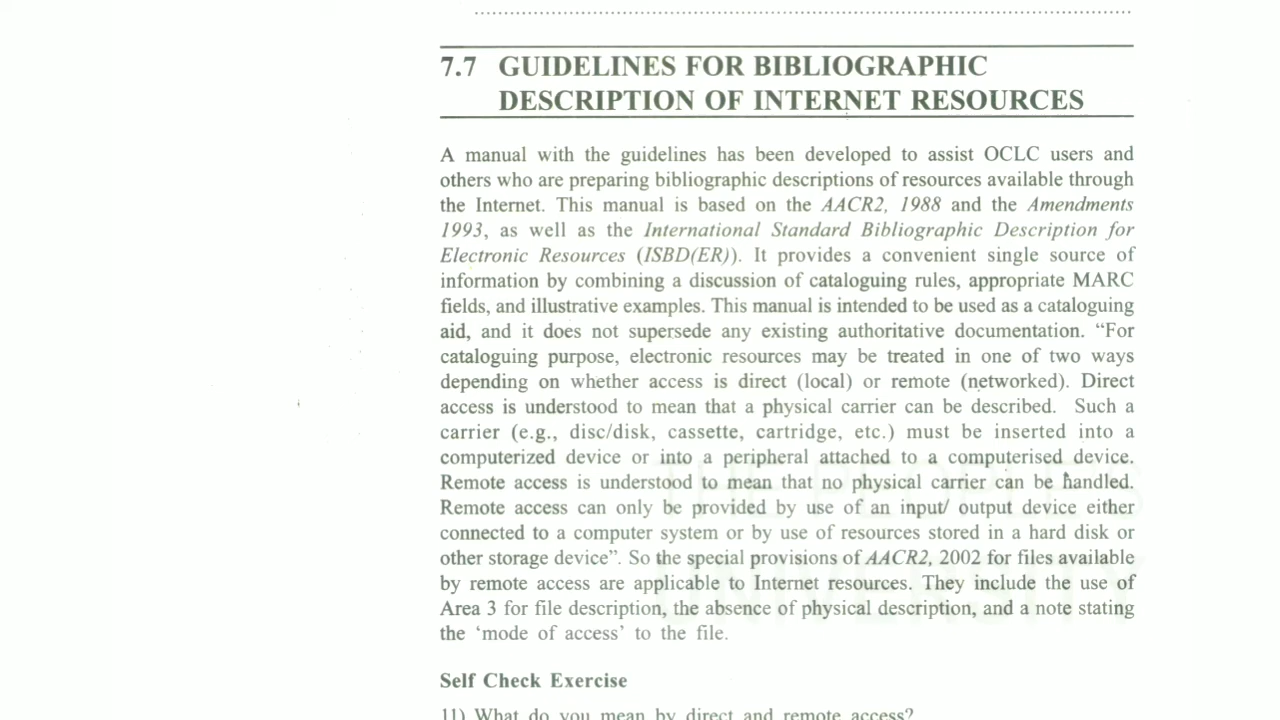 7.7 GUIDELINES FOR BIBLIOGRAPHIC
DESCRIPTION OF INTERNET RESOURCES
A manual with the guidelines has been developed to assist OCLC users and
others who are preparing bibliographic descriptions of resources available through
the Internet. This manual is based on the AACR2, 1988 and the Amendments
1993, as well as the International Standard Bibliographic Description for
Electronic Resources (ISBD(ER)). It provides a convenient single source of
information by combining a discussion of cataloguing rules, appropriate MARC
fields, and illustrative examples. This manual is intended to be used as a cataloguing
aid, and it does not supersede any existing authoritative documentation. “For
cataloguing purpose, electronic resources may be treated in one of two ways
depending on whether access is direct (local) or remote (networked). Direct
access is understood to mean that a physical carrier can be described. Such a
carrier (e.g., disc/disk, cassette, cartridge, etc.) must be inserted into a
computerized device or into a peripheral attached to a computerised device.
Remote access is understood to mean that no physical carrier can be handled.
Remote access can only be provided by use of an input/ output device either
connected to a computer system or by use of resources stored in a hard disk or
other storage device”. So the special provisions of AACR2, 2002 for files available
by remote access are applicable to Internet resources. They include the use of
Area 3 for file description, the absence of physical description, and a note stating
the ‘mode of access’ to the file.
THE PEOPLE'S
UNIVERSITY
Self Check Exercise
11) What do you mean by direct and remote access?